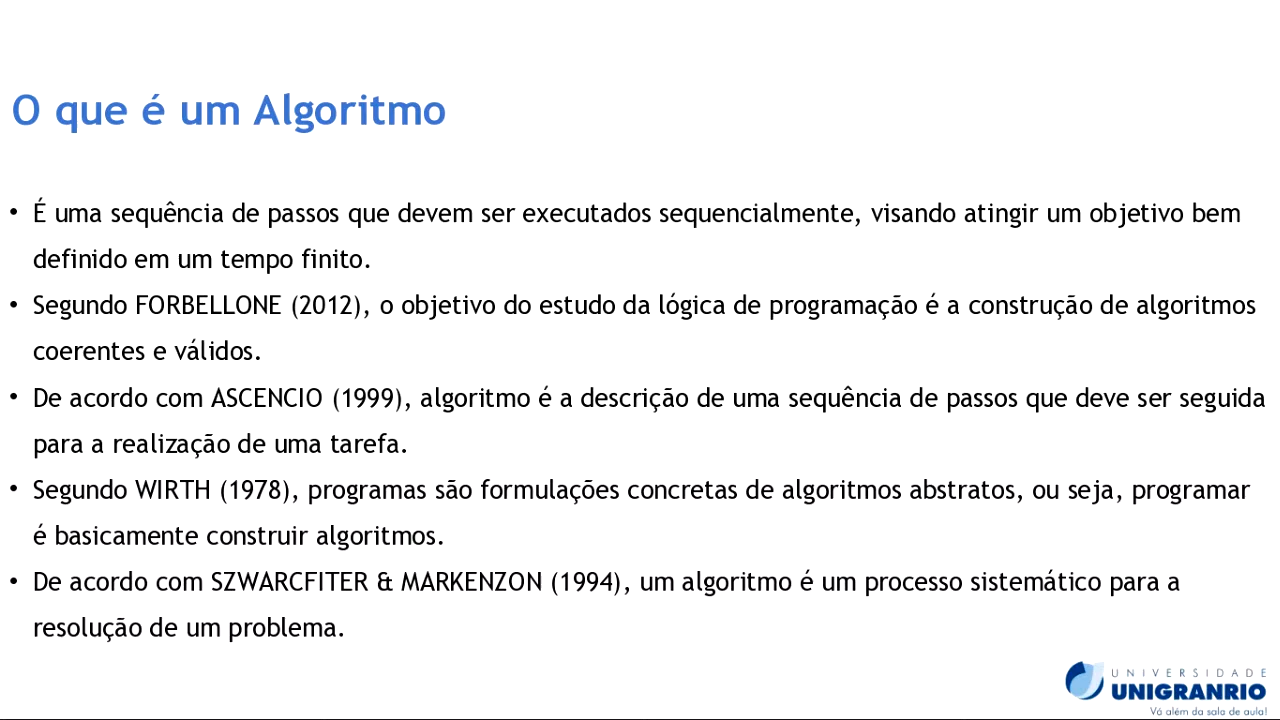 O que é um Algoritmo
• É uma sequência de passos que devem ser executados sequencialmente, visando atingir um objetivo bem
definido em um tempo finito.
• Segundo FORBELLONE (2012), o objetivo do estudo da lógica de programação é a construção de algoritmos
coerentes e válidos.
• De acordo com ASCENCIO (1999), algoritmo é a descrição de uma sequência de passos que deve ser seguida
para a realização de uma tarefa.
• Segundo WIRTH (1978), programas são formulações concretas de algoritmos abstratos, ou seja, programar
é basicamente construir algoritmos.
• De acordo com SZWARCFITER & MARKENZON (1994), um algoritmo é um processo sistemático para a
resolução de um problema.
UNIVERSIDADE
UNIGRANRIO
Vá além da sala de aula!